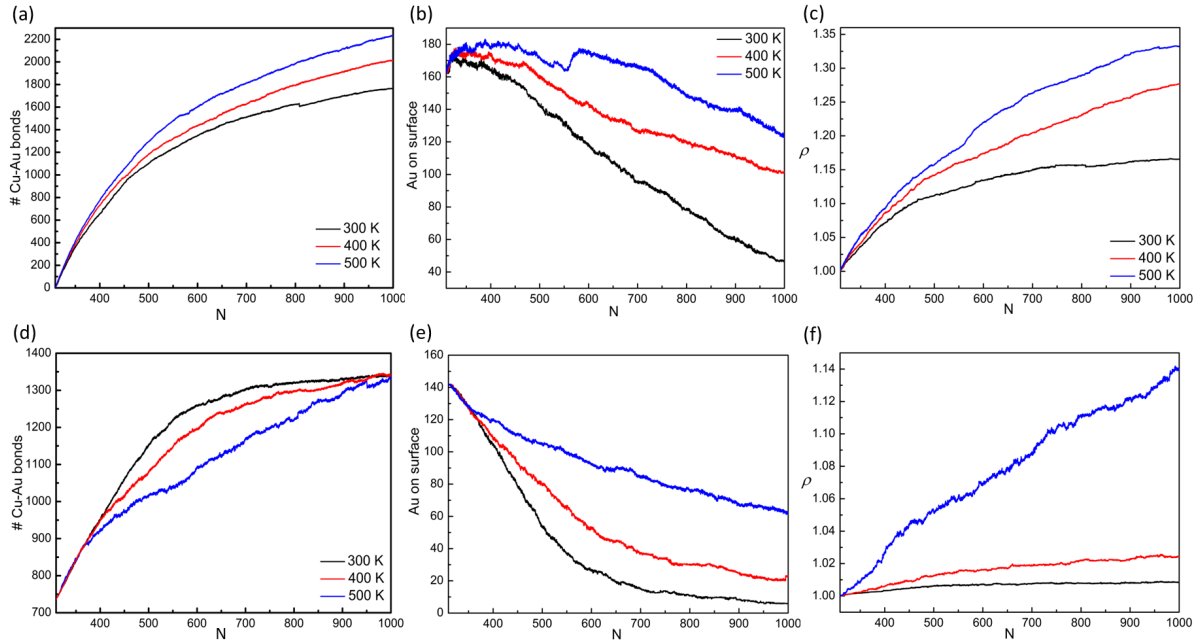 (a)
# Cu-Au bonds
2200
2000
1800
1600
1400
1200
1000
800
600
400
200
0
300 K
400 K
500 K
400 500 600 700 800 900 1000
N
(b)
Au on surface
180
160
140
120
100
80
60
40
300 K
400 K
500 K
400 500 600 700 800 900 1000
N
(c)
ρ
1.35
1.30
1.25
1.20
1.15
1.10
1.05
1.00
300 K
400 K
500 K
400 500 600 700 800 900 1000
N
(d)
# Cu-Au bonds
1400
1300
1200
1100
1000
900
800
700
300 K
400 K
500 K
400 500 600 700 800 900 1000
N
(e)
Au on surface
160
140
120
100
80
60
40
20
0
300 K
400 K
500 K
400 500 600 700 800 900 1000
N
(f)
ρ
1.14
1.12
1.10
1.08
1.06
1.04
1.02
1.00
300 K
400 K
500 K
400 500 600 700 800 900 1000
N